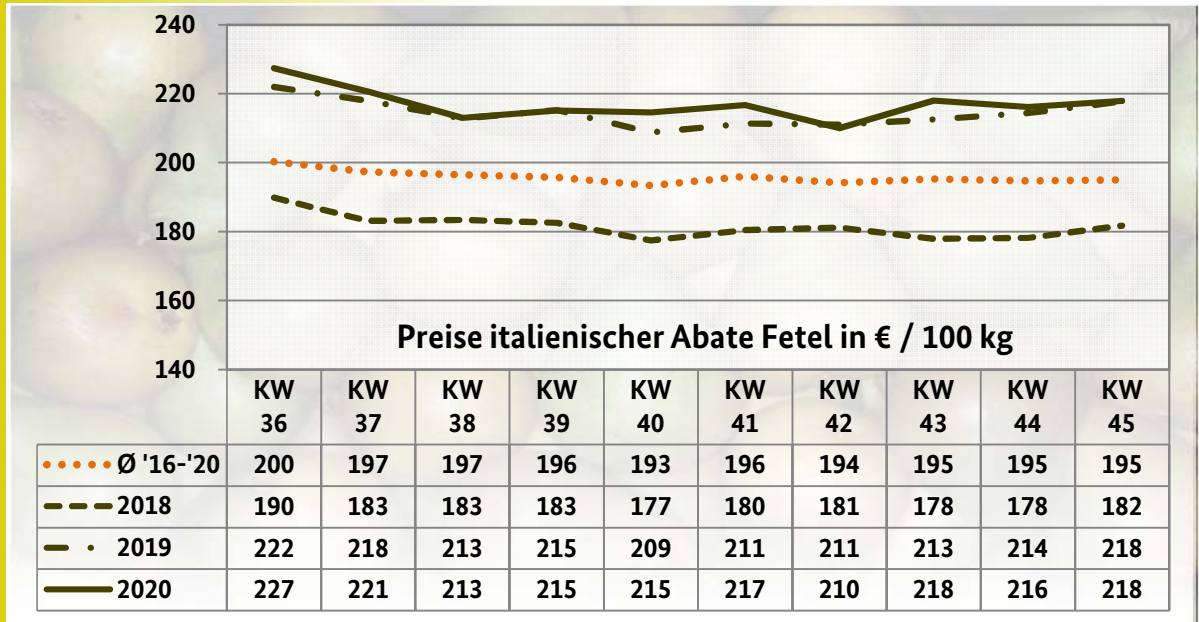 240
220
200
180
160
140
Preise italienischer Abate Fetel in € / 100 kg
KW KW KW KW KW KW KW KW KW KW
36 37 38 39 40 41 42 43 44 45
Ø '16-'20 200 197 197 196 193 196 194 195 195 195
2018 190 183 183 183 177 180 181 178 178 182
2019 222 218 213 215 209 211 211 213 214 218
2020 227 221 213 215 215 217 210 218 216 218